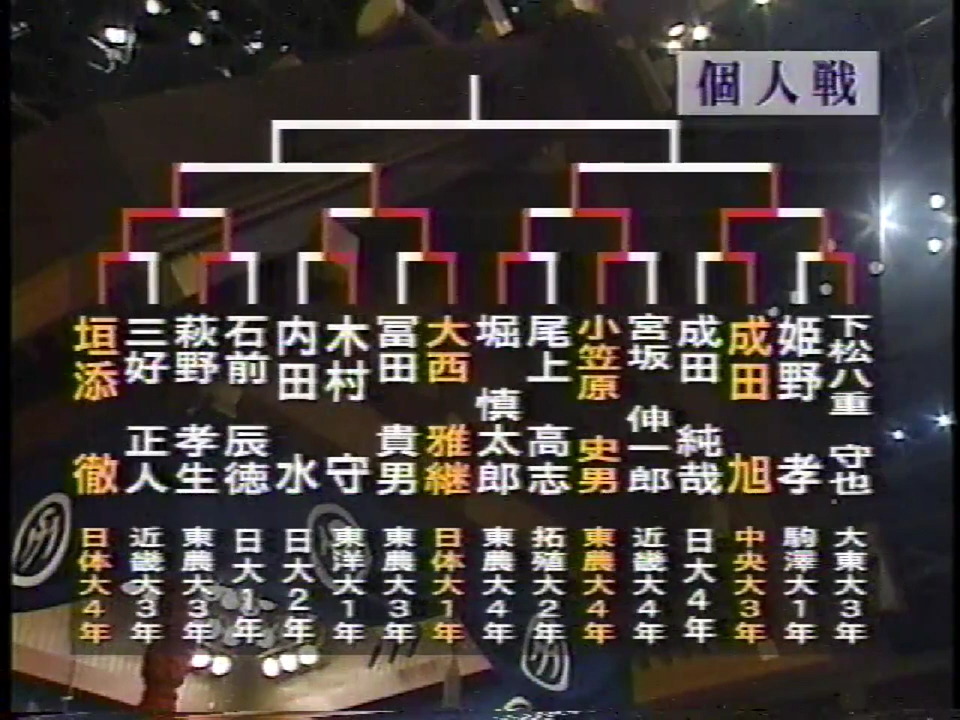 個人戦
垣添 徹 日体大4年
三好 正人 近畿大3年
萩野 孝生 東農大3年
石前 辰徳 日大1年
内田 水 日大2年
木村 守 東洋大1年
冨田 貴男 東農大3年
大西 雅継 日体大1年
堀 慎太郎 東農大4年
尾上 高志 拓殖大2年
小笠原 史男 東農大4年
宮坂 伸一郎 近畿大4年
成田 純哉 日大4年
成田 旭 中央大3年
姫野 孝 駒澤大1年
下松八重 守也 大東大3年